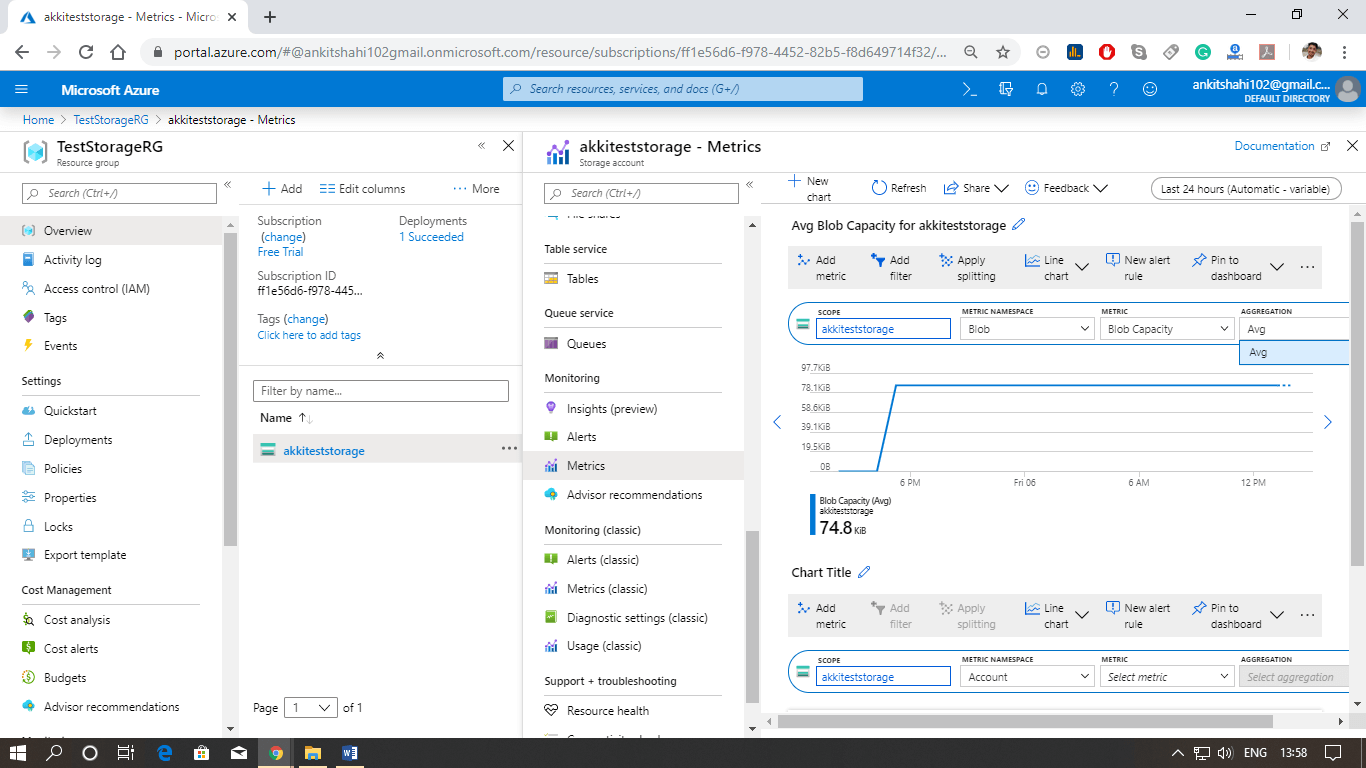 akkiteststorage - Metrics - Micro
portal.azure.com/#@ankitshahi102gmail.onmicrosoft.com/resource/subscriptions/ff1e56d6-f978-4452-82b5-f8d649714f32/...
Microsoft Azure
Search resources, services, and docs (G+/)
ankitshahi102@gmail.c...
DEFAULT DIRECTORY
Home > TestStorageRG > akkiteststorage - Metrics
TestStorageRG
Resource group
Search (Ctrl+/)
Overview
Activity log
Access control (IAM)
Tags
Events
Settings
Quickstart
Deployments
Policies
Properties
Locks
Export template
Cost Management
Cost analysis
Cost alerts
Budgets
Advisor recommendations
Add
Edit columns
More
Subscription
(change)
Free Trial
Deployments
1 Succeeded
Subscription ID
ff1e56d6-f978-445...
Tags (change)
Click here to add tags
Filter by name...
Name
akkiteststorage
Page 1 of 1
akkiteststorage - Metrics
Storage account
Documentation
Search (Ctrl+/)
File shares
Table service
Tables
Queue service
Queues
Monitoring
Insights (preview)
Alerts
Metrics
Advisor recommendations
Monitoring (classic)
Alerts (classic)
Metrics (classic)
Diagnostic settings (classic)
Usage (classic)
Support + troubleshooting
Resource health
New chart
Refresh
Share
Feedback
Last 24 hours (Automatic - variable)
Avg Blob Capacity for akkiteststorage
Add metric
Add filter
Apply splitting
Line chart
New alert rule
Pin to dashboard
SCOPE
akkiteststorage
METRIC NAMESPACE
Blob
METRIC
Blob Capacity
AGGREGATION
Avg
Avg
97.7KiB
78.1KiB
58.6KiB
39.1KiB
19.5KiB
0B
6 PM
Fri 06
6 AM
12 PM
Blob Capacity (Avg)
akkiteststorage
74.8 KiB
Chart Title
Add metric
Add filter
Apply splitting
Line chart
New alert rule
Pin to dashboard
SCOPE
akkiteststorage
METRIC NAMESPACE
Account
METRIC
Select metric
AGGREGATION
Select aggregation
ENG
13:58